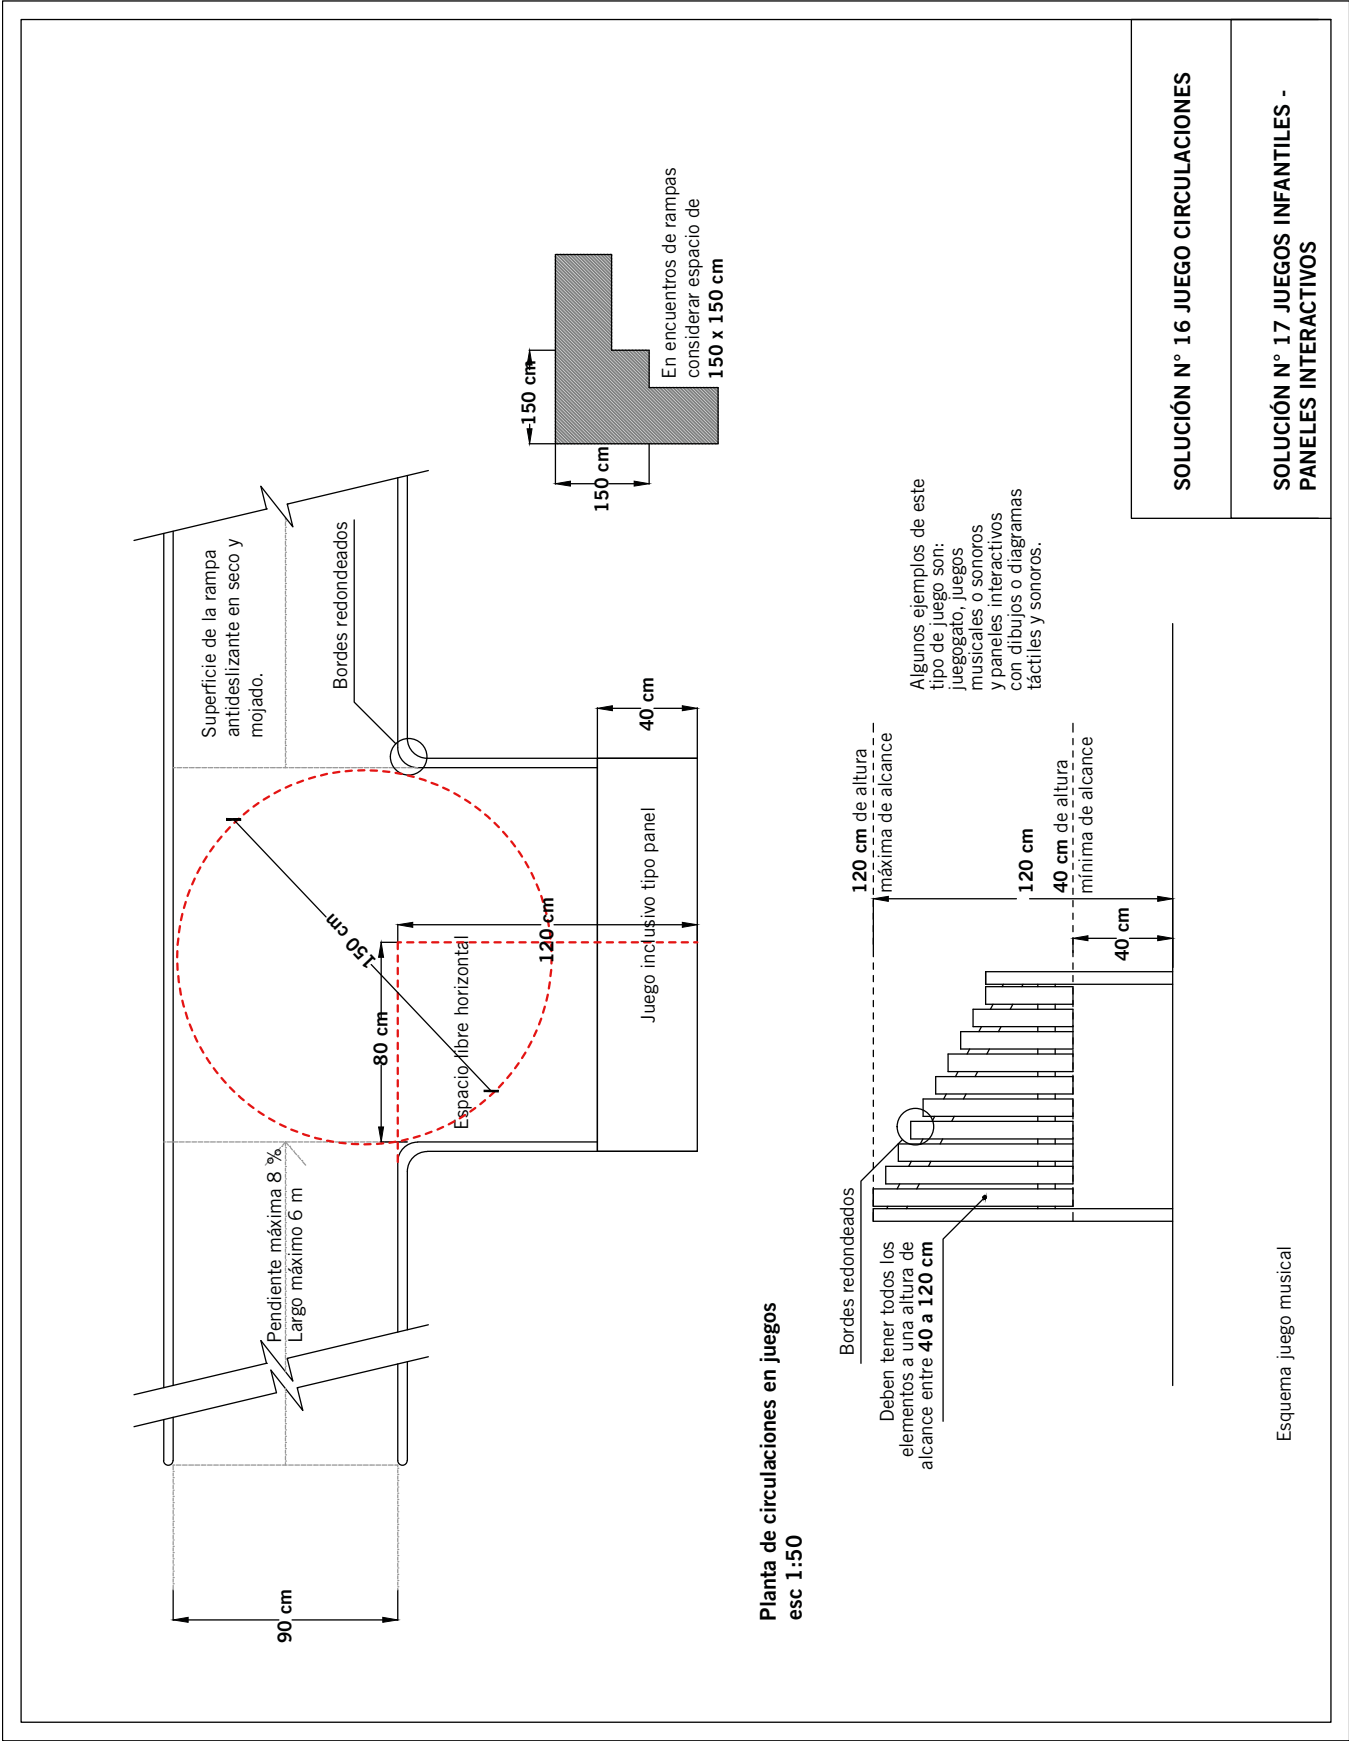 Superficie de la rampa
antideslizante en seco y
mojado.
Bordes redondeados
Pendiente máxima 8 %
Largo máximo 6 m
90 cm
150 cm
80 cm
120 cm
Espacio libre horizontal
Juego inclusivo tipo panel
40 cm
150 cm
150 cm
En encuentros de rampas
considerar espacio de
150 x 150 cm
Planta de circulaciones en juegos
esc 1:50
Bordes redondeados
Deben tener todos los
elementos a una altura de
alcance entre 40 a 120 cm
120 cm de altura
máxima de alcance
120 cm
40 cm de altura
mínima de alcance
40 cm
Algunos ejemplos de este
tipo de juego son:
juegogato, juegos
musicales o sonoros
y paneles interactivos
con dibujos o diagramas
táctiles y sonoros.
Esquema juego musical
SOLUCIÓN N° 16 JUEGO CIRCULACIONES
SOLUCIÓN N° 17 JUEGOS INFANTILES -
PANELES INTERACTIVOS